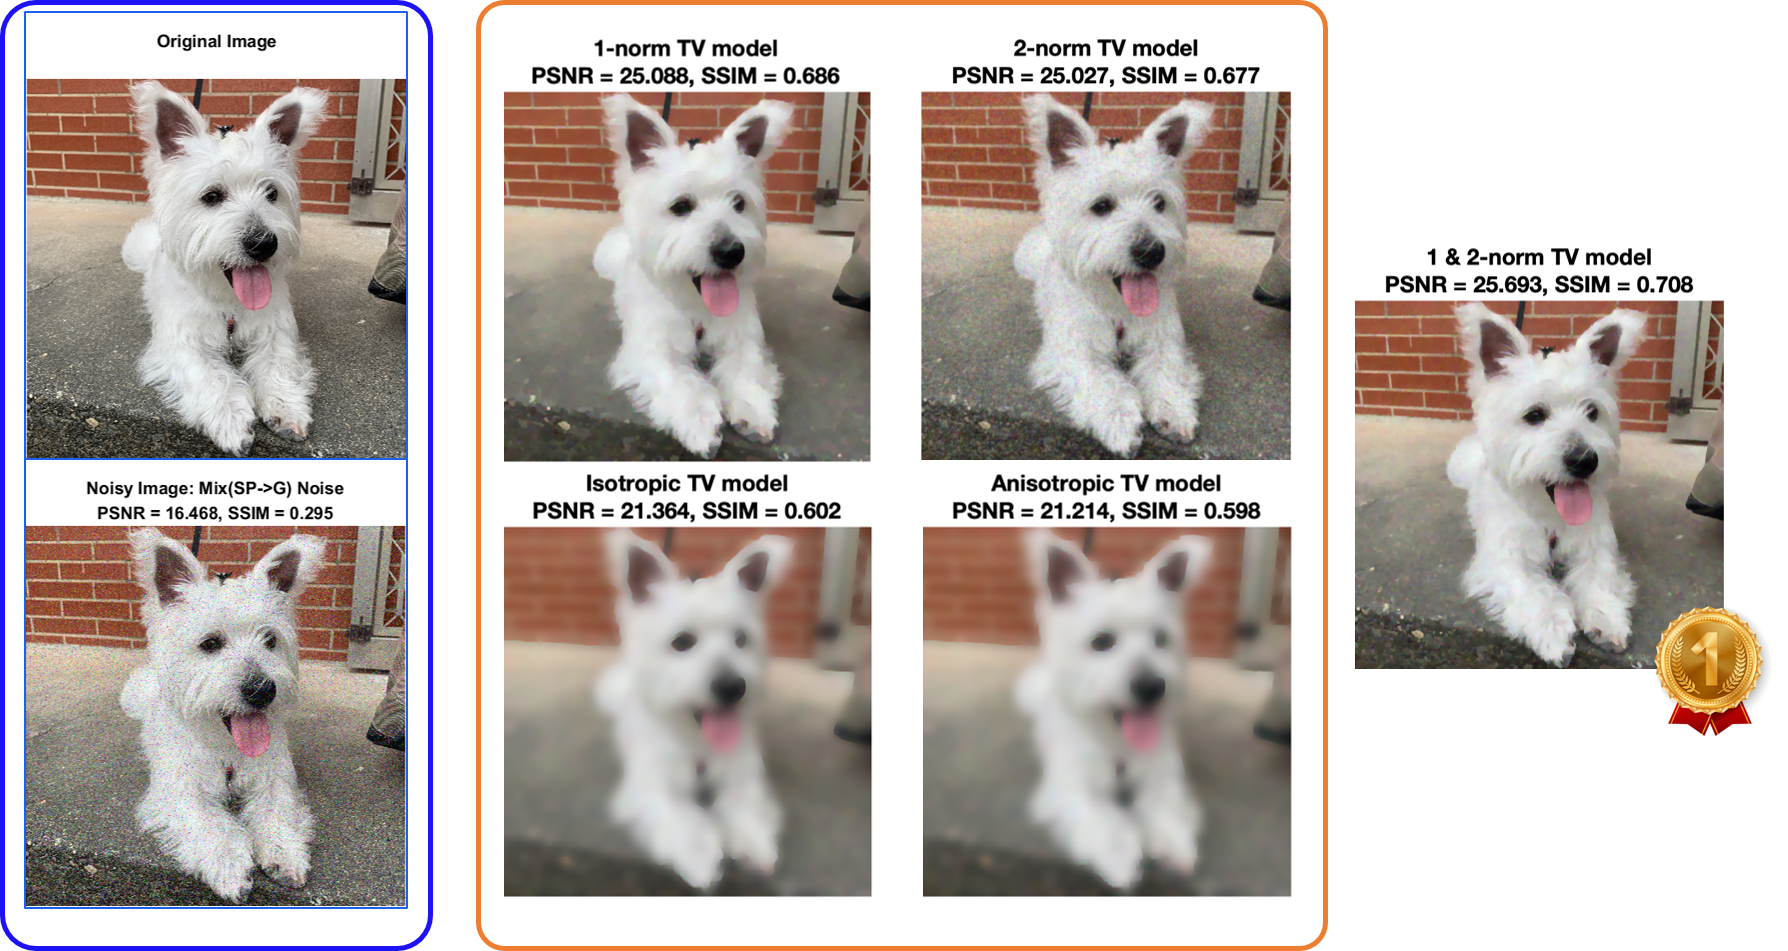 Original Image
Noisy Image: Mix(SP->G) Noise
PSNR = 16.468, SSIM = 0.295
1-norm TV model
PSNR = 25.088, SSIM = 0.686
2-norm TV model
PSNR = 25.027, SSIM = 0.677
Isotropic TV model
PSNR = 21.364, SSIM = 0.602
Anisotropic TV model
PSNR = 21.214, SSIM = 0.598
1 & 2-norm TV model
PSNR = 25.693, SSIM = 0.708
1